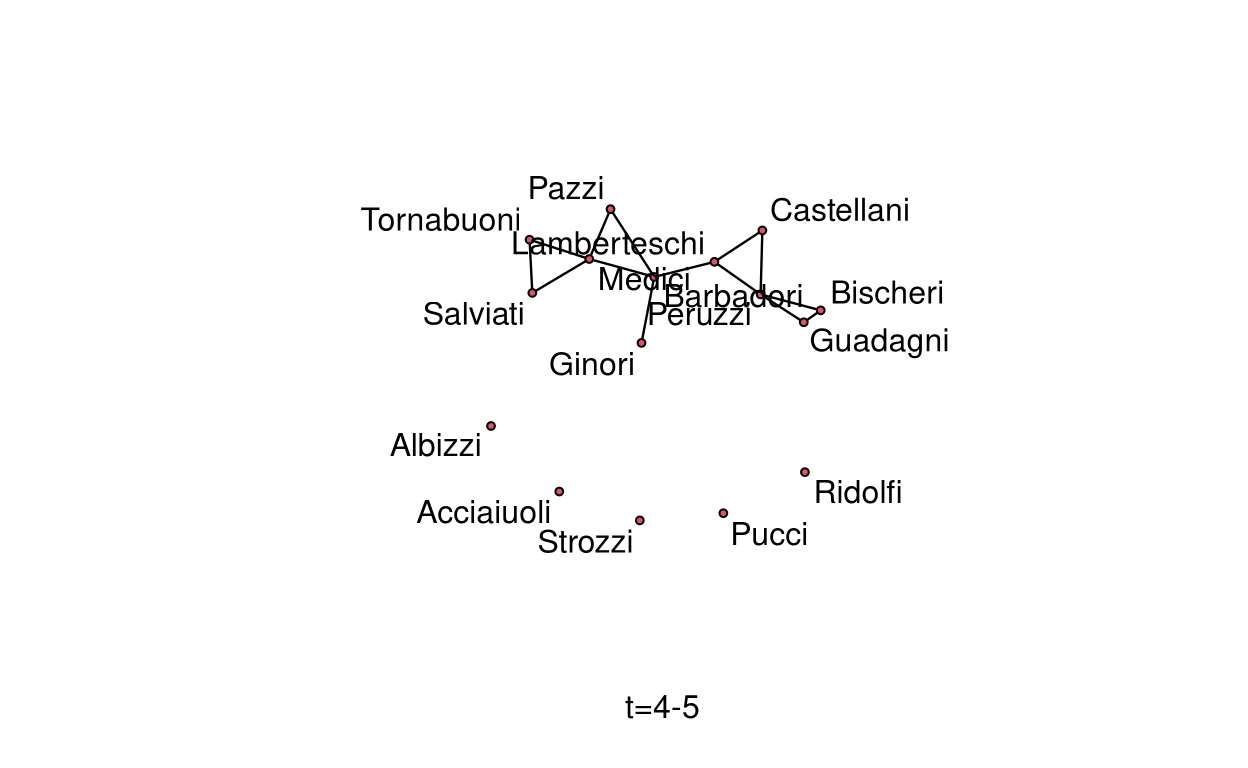 Pazzi
Tornabuoni
Castellani
Lamberteschi
Medici
Barbadori
Bischeri
Salviati
Peruzzi
Guadagni
Ginori
Albizzi
Ridolfi
Acciaiuoli
Strozzi
Pucci
t=4-5